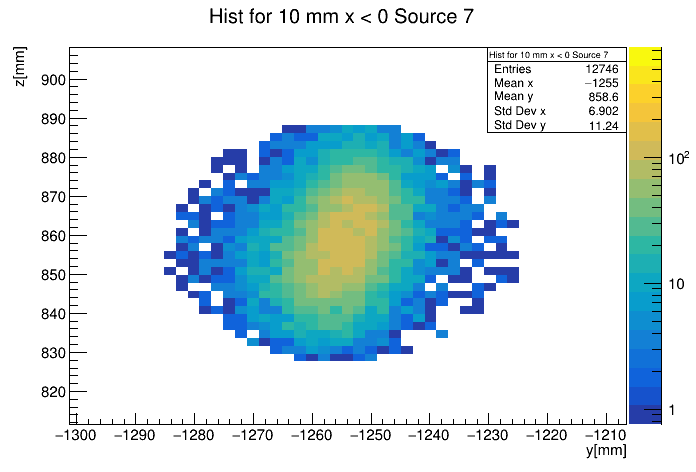 Hist for 10 mm x < 0 Source 7
z[mm]
Hist for 10 mm x < 0 Source 7
Entries 12746
Mean x −1255
Mean y 858.6
Std Dev x 6.902
Std Dev y 11.24
900
890
880
870
860
850
840
830
820
10²
10
1
−1300 −1290 −1280 −1270 −1260 −1250 −1240 −1230 −1220 −1210
y[mm]